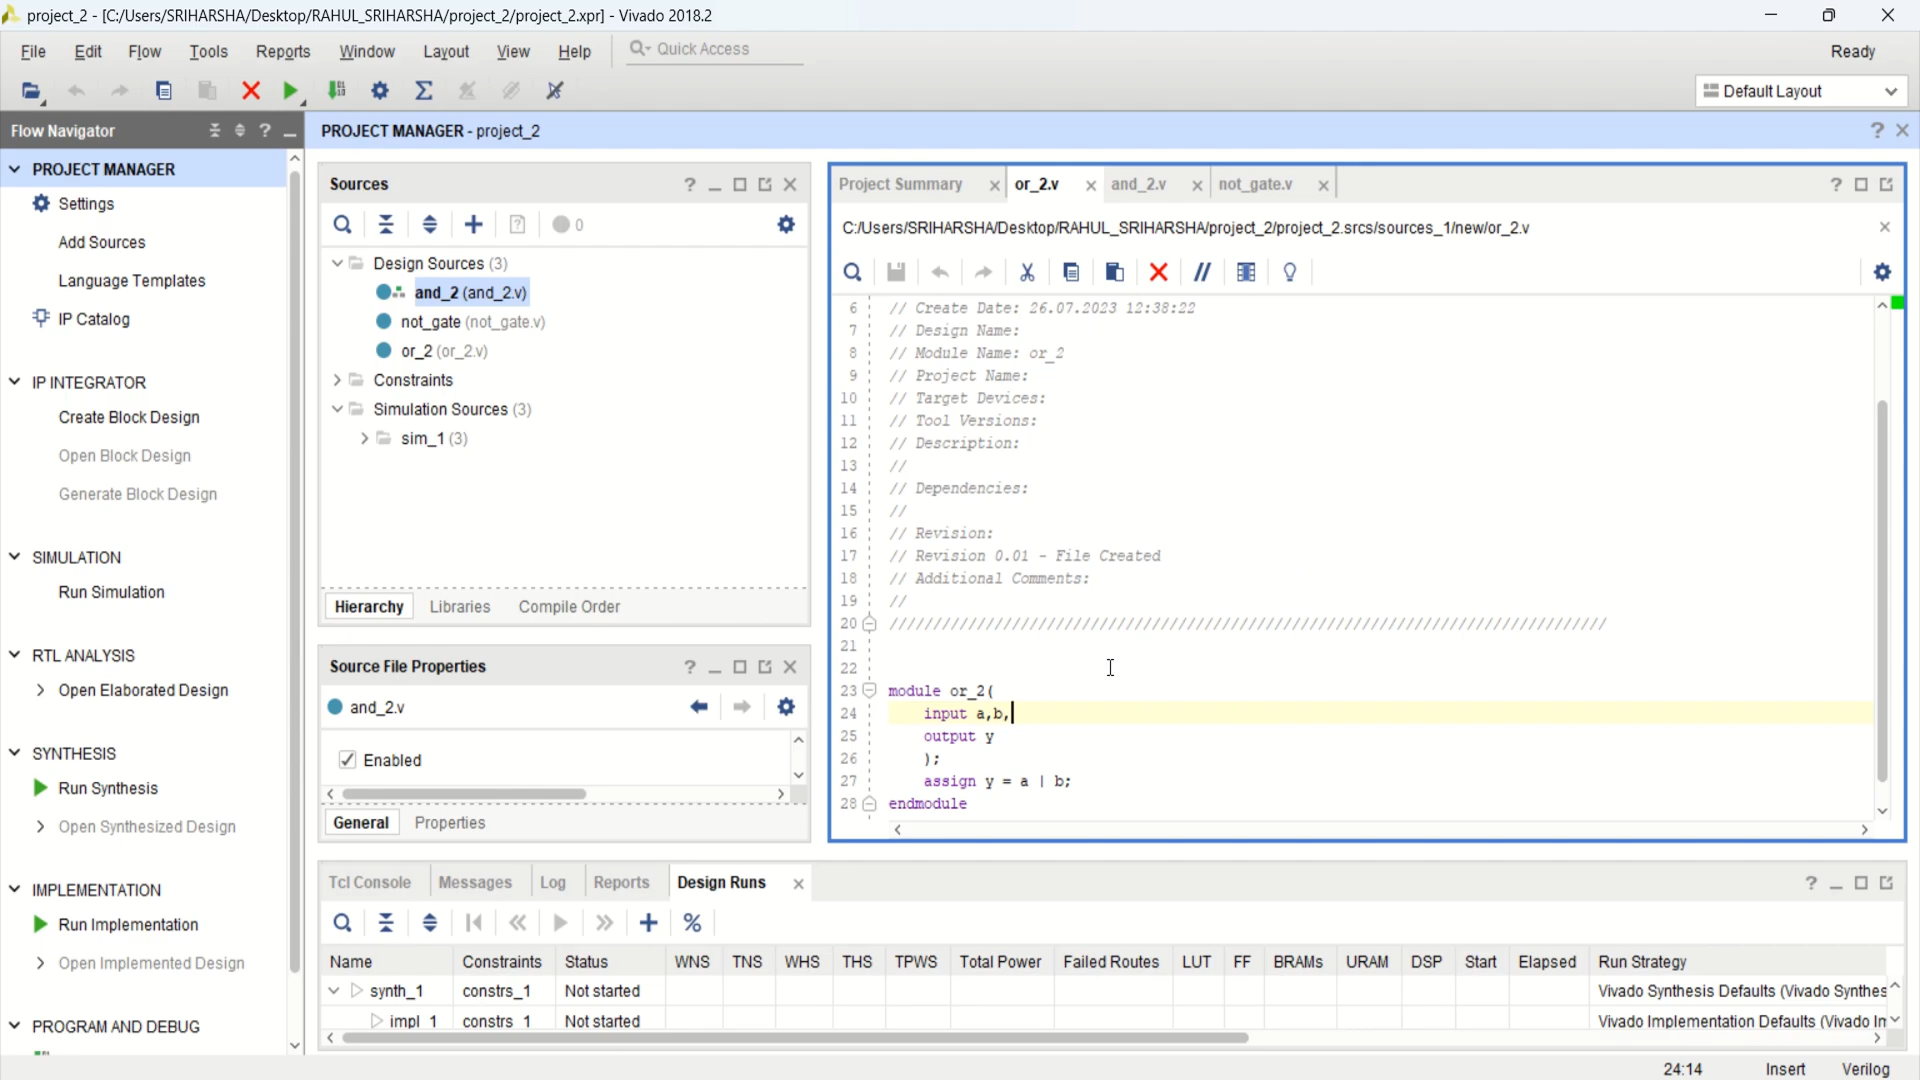 project_2 - [C:/Users/SRIHARSHA/Desktop/RAHUL_SRIHARSHA/project_2/project_2.xpr] - Vivado 2018.2
File Edit Flow Tools Reports Window Layout View Help Quick Access
Ready
Default Layout
Flow Navigator
PROJECT MANAGER
Settings
Add Sources
Language Templates
IP Catalog
IP INTEGRATOR
Create Block Design
Open Block Design
Generate Block Design
SIMULATION
Run Simulation
RTL ANALYSIS
Open Elaborated Design
SYNTHESIS
Run Synthesis
Open Synthesized Design
IMPLEMENTATION
Run Implementation
Open Implemented Design
PROGRAM AND DEBUG
PROJECT MANAGER - project_2
Sources
0
Design Sources (3)
and_2 (and_2.v)
not_gate (not_gate.v)
or_2 (or_2.v)
Constraints
Simulation Sources (3)
sim_1 (3)
Hierarchy Libraries Compile Order
Source File Properties
and_2.v
Enabled
General Properties
Project Summary or_2.v and_2.v not_gate.v
C:/Users/SRIHARSHA/Desktop/RAHUL_SRIHARSHA/project_2/project_2.srcs/sources_1/new/or_2.v
6 // Create Date: 26.07.2023 12:38:22
7 // Design Name:
8 // Module Name: or_2
9 // Project Name:
10 // Target Devices:
11 // Tool Versions:
12 // Description:
13 //
14 // Dependencies:
15 //
16 // Revision:
17 // Revision 0.01 - File Created
18 // Additional Comments:
19 //
20 //////////////////////////////////////////////////////////////////////////////////
21
22
23 module or_2(
24 input a,b,
25 output y
26 );
27 assign y = a | b;
28 endmodule
Tcl Console Messages Log Reports Design Runs
Name Constraints Status WNS TNS WHS THS TPWS Total Power Failed Routes LUT FF BRAMs URAM DSP Start Elapsed Run Strategy
synth_1 constrs_1 Not started Vivado Synthesis Defaults (Vivado Synthes
impl_1 constrs_1 Not started Vivado Implementation Defaults (Vivado Im
24:14 Insert Verilog